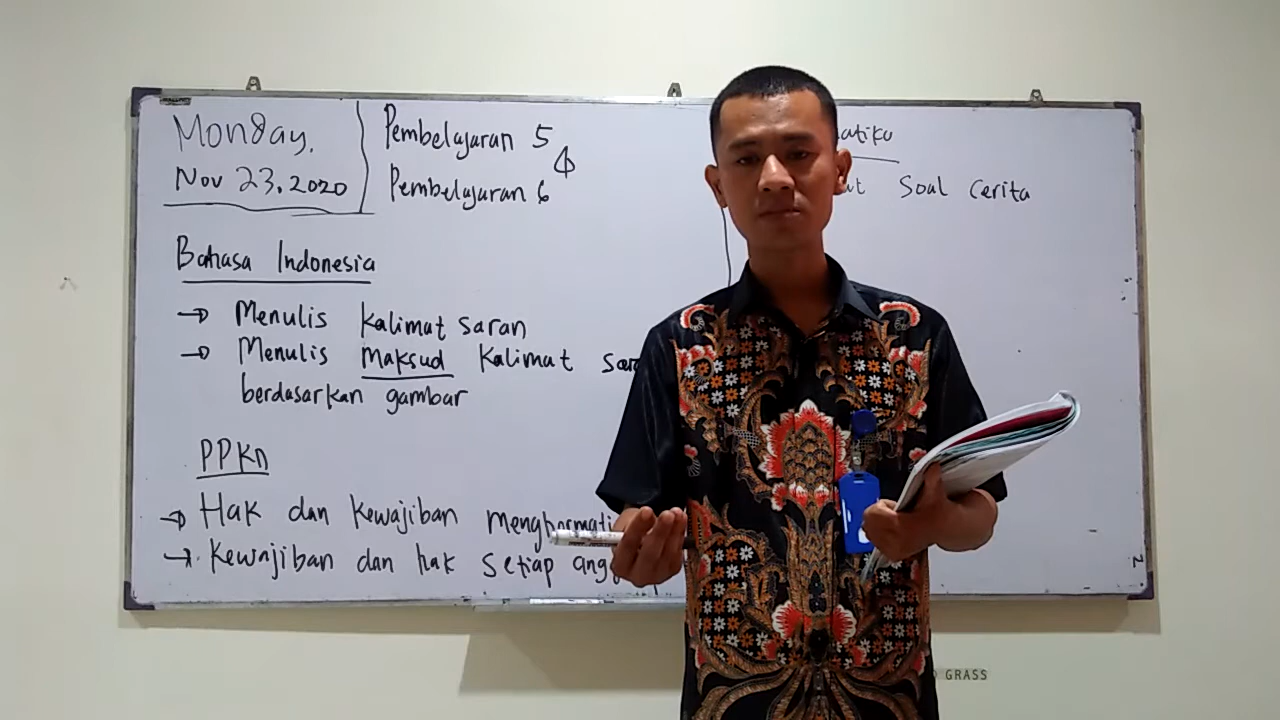 Monday,
Nov 23, 2020
Pembelajaran 5
&
Pembelajaran 6
Bahasa Indonesia
→ Menulis kalimat saran
→ Menulis maksud kalimat
berdasarkan gambar
PPKn
→ Hak dan kewajiban menghormati
→ Kewajiban dan hak setiap
Soal cerita
GRASS